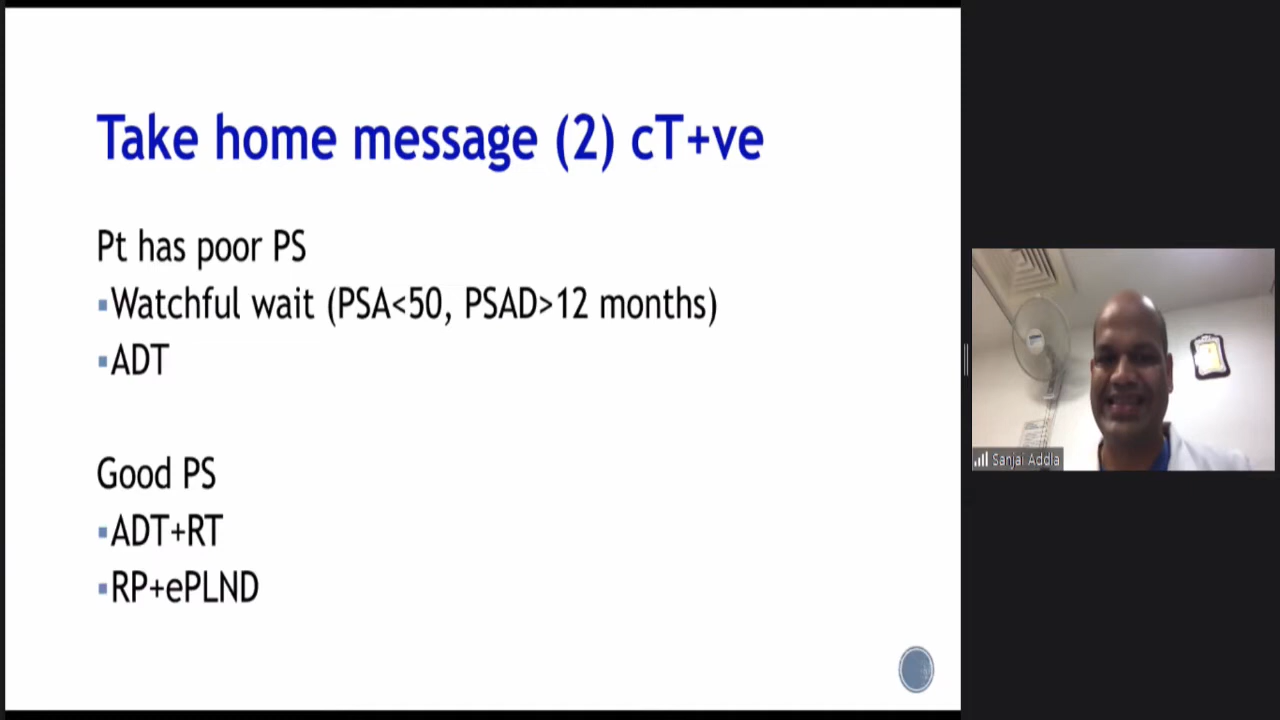 Take home message (2) cT+ve
Pt has poor PS
▪Watchful wait (PSA<50, PSAD>12 months)
▪ADT
Good PS
▪ADT+RT
▪RP+ePLND
Sanjai Addla